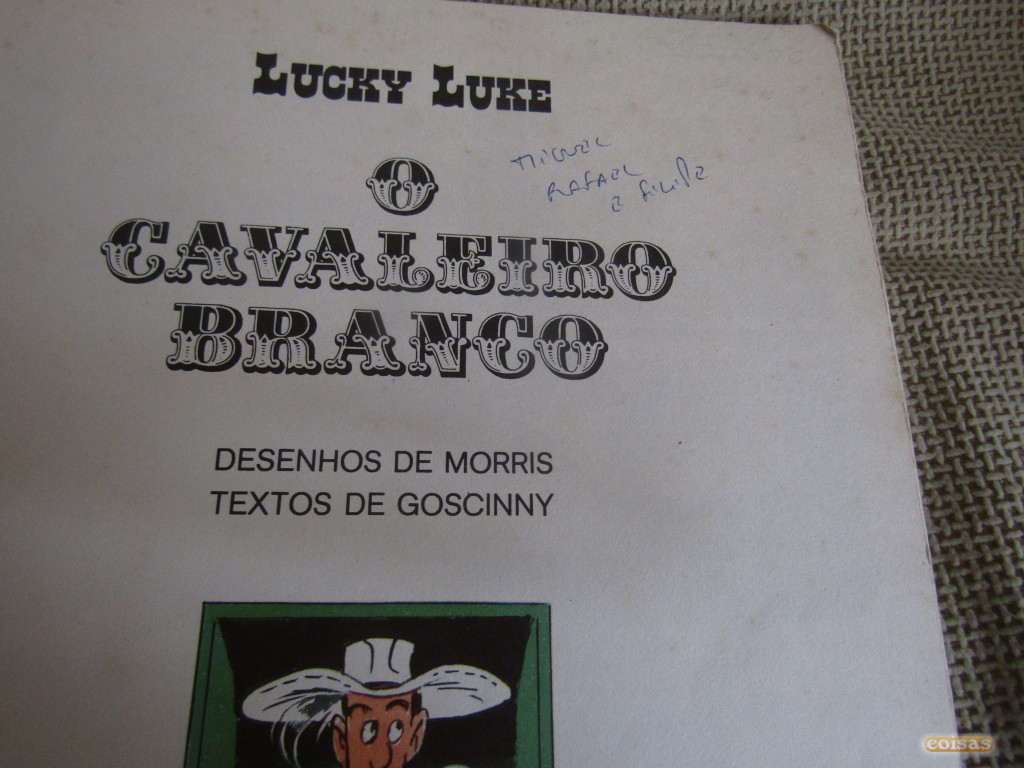 LUCKY LUKE
MIGUEL
RAFAEL
E FILIPE
O
CAVALEIRO
BRANCO
DESENHOS DE MORRIS
TEXTOS DE GOSCINNY
coisas